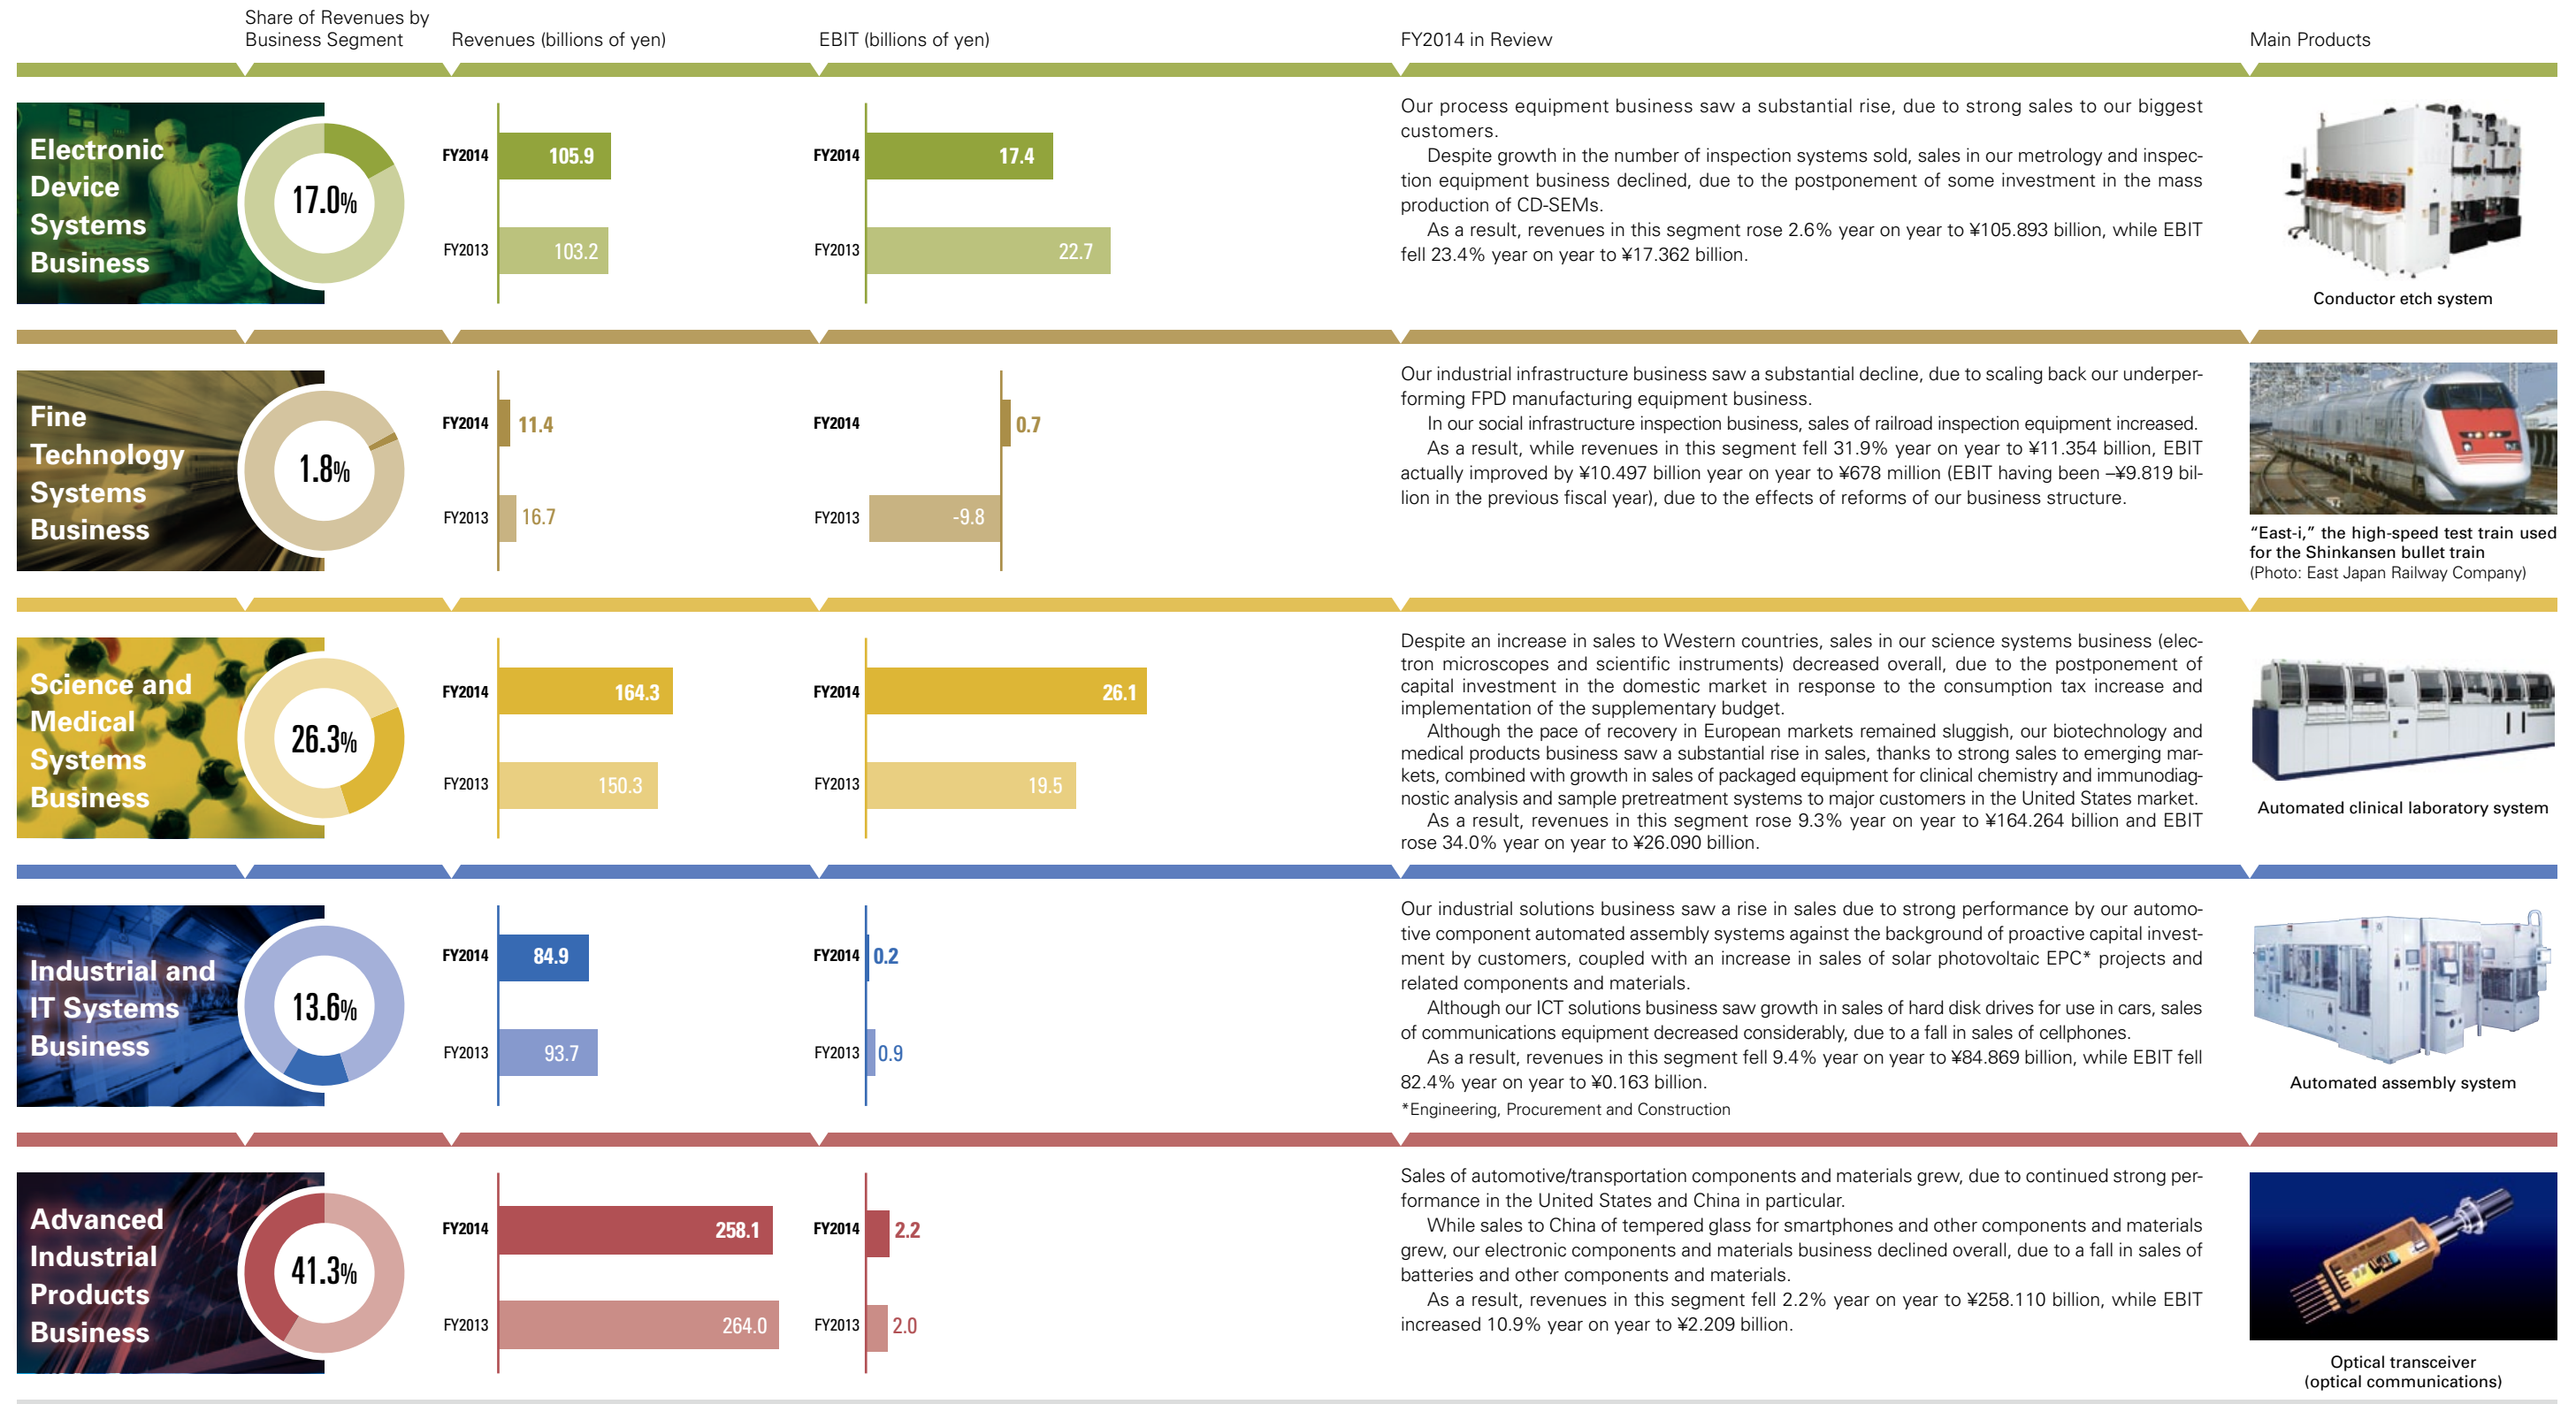 Share of Revenues by
Business Segment
Revenues (billions of yen)
EBIT (billions of yen)
FY2014 in Review
Main Products
Electronic
Device
Systems
Business
17.0%
FY2014
105.9
FY2013
103.2
FY2014
17.4
FY2013
22.7
Our process equipment business saw a substantial rise, due to strong sales to our biggest
customers.
Despite growth in the number of inspection systems sold, sales in our metrology and inspec-
tion equipment business declined, due to the postponement of some investment in the mass
production of CD-SEMs.
As a result, revenues in this segment rose 2.6% year on year to ¥105.893 billion, while EBIT
fell 23.4% year on year to ¥17.362 billion.
Conductor etch system
Fine
Technology
Systems
Business
1.8%
FY2014
11.4
FY2013
16.7
FY2014
0.7
FY2013
-9.8
Our industrial infrastructure business saw a substantial decline, due to scaling back our underper-
forming FPD manufacturing equipment business.
In our social infrastructure inspection business, sales of railroad inspection equipment increased.
As a result, while revenues in this segment fell 31.9% year on year to ¥11.354 billion, EBIT
actually improved by ¥10.497 billion year on year to ¥678 million (EBIT having been –¥9.819 bil-
lion in the previous fiscal year), due to the effects of reforms of our business structure.
“East-i,” the high-speed test train used
for the Shinkansen bullet train
(Photo: East Japan Railway Company)
Science and
Medical
Systems
Business
26.3%
FY2014
164.3
FY2013
150.3
FY2014
26.1
FY2013
19.5
Despite an increase in sales to Western countries, sales in our science systems business (elec-
tron microscopes and scientific instruments) decreased overall, due to the postponement of
capital investment in the domestic market in response to the consumption tax increase and
implementation of the supplementary budget.
Although the pace of recovery in European markets remained sluggish, our biotechnology and
medical products business saw a substantial rise in sales, thanks to strong sales to emerging mar-
kets, combined with growth in sales of packaged equipment for clinical chemistry and immunodiag-
nostic analysis and sample pretreatment systems to major customers in the United States market.
As a result, revenues in this segment rose 9.3% year on year to ¥164.264 billion and EBIT
rose 34.0% year on year to ¥26.090 billion.
Automated clinical laboratory system
Industrial and
IT Systems
Business
13.6%
FY2014
84.9
FY2013
93.7
FY2014
0.2
FY2013
0.9
Our industrial solutions business saw a rise in sales due to strong performance by our automo-
tive component automated assembly systems against the background of proactive capital invest-
ment by customers, coupled with an increase in sales of solar photovoltaic EPC* projects and
related components and materials.
Although our ICT solutions business saw growth in sales of hard disk drives for use in cars, sales
of communications equipment decreased considerably, due to a fall in sales of cellphones.
As a result, revenues in this segment fell 9.4% year on year to ¥84.869 billion, while EBIT fell
82.4% year on year to ¥0.163 billion.
*Engineering, Procurement and Construction
Automated assembly system
Advanced
Industrial
Products
Business
41.3%
FY2014
258.1
FY2013
264.0
FY2014
2.2
FY2013
2.0
Sales of automotive/transportation components and materials grew, due to continued strong per-
formance in the United States and China in particular.
While sales to China of tempered glass for smartphones and other components and materials
grew, our electronic components and materials business declined overall, due to a fall in sales of
batteries and other components and materials.
As a result, revenues in this segment fell 2.2% year on year to ¥258.110 billion, while EBIT
increased 10.9% year on year to ¥2.209 billion.
Optical transceiver
(optical communications)